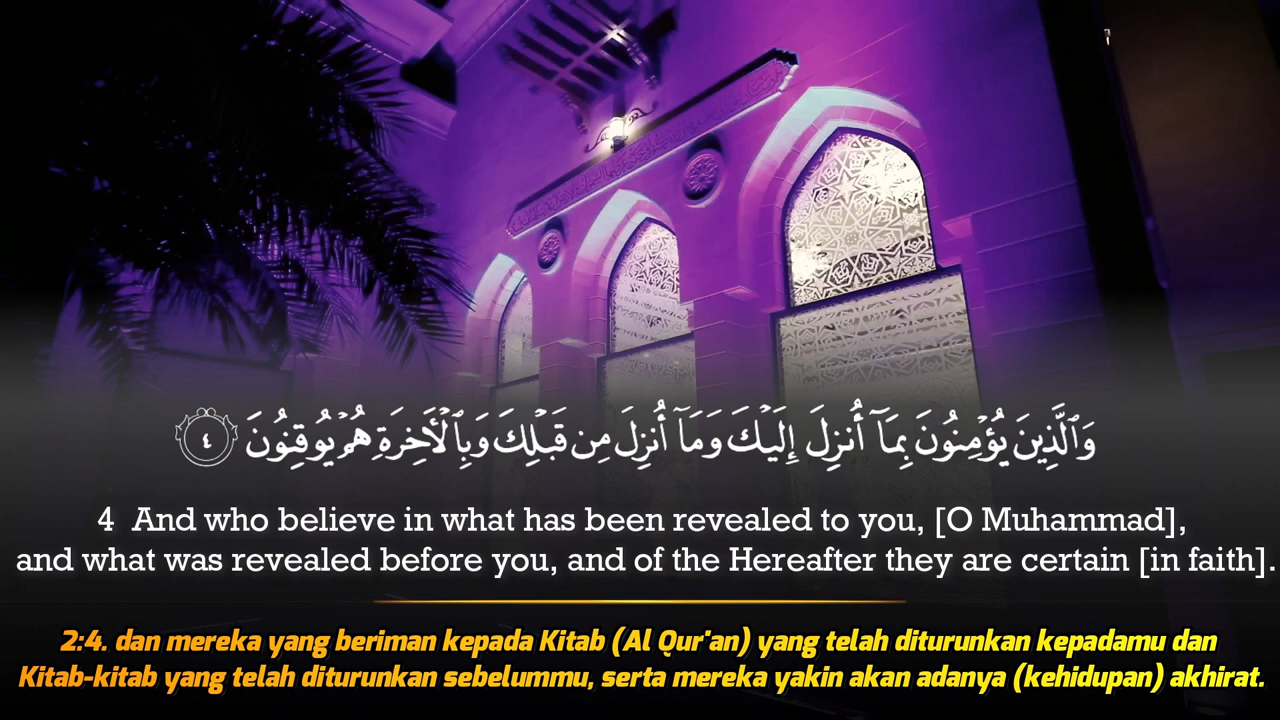 وَٱلَّذِينَ يُؤْمِنُونَ بِمَآ أُنزِلَ إِلَيْكَ وَمَآ أُنزِلَ مِن قَبْلِكَ وَبِٱلْأَخِرَةِ هُمْ يُوقِنُونَ ٤
4 And who believe in what has been revealed to you, [O Muhammad],
and what was revealed before you, and of the Hereafter they are certain [in faith].
2:4. dan mereka yang beriman kepada Kitab (Al Qur'an) yang telah diturunkan kepadamu dan
Kitab-kitab yang telah diturunkan sebelummu, serta mereka yakin akan adanya (kehidupan) akhirat.